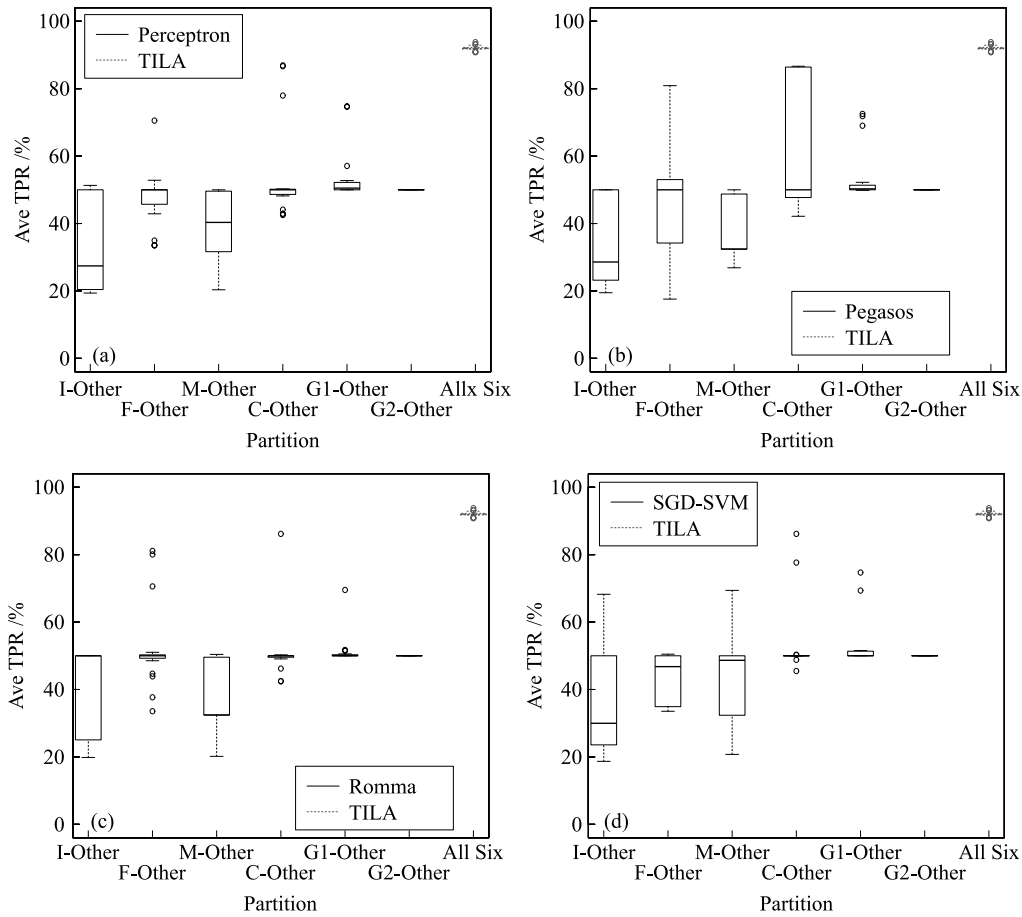 100
80
60
40
20
0
Ave TPR /%
Perceptron
TILA
(a)
I-Other
M-Other
G1-Other
Allx Six
F-Other
C-Other
G2-Other
Partition
100
80
60
40
20
0
Ave TPR /%
Pegasos
TILA
(b)
I-Other
M-Other
G1-Other
All Six
F-Other
C-Other
G2-Other
Partition
100
80
60
40
20
0
Ave TPR /%
Romma
TILA
(c)
I-Other
M-Other
G1-Other
All Six
F-Other
C-Other
G2-Other
Partition
100
80
60
40
20
0
Ave TPR /%
SGD-SVM
TILA
(d)
I-Other
M-Other
G1-Other
All Six
F-Other
C-Other
G2-Other
Partition